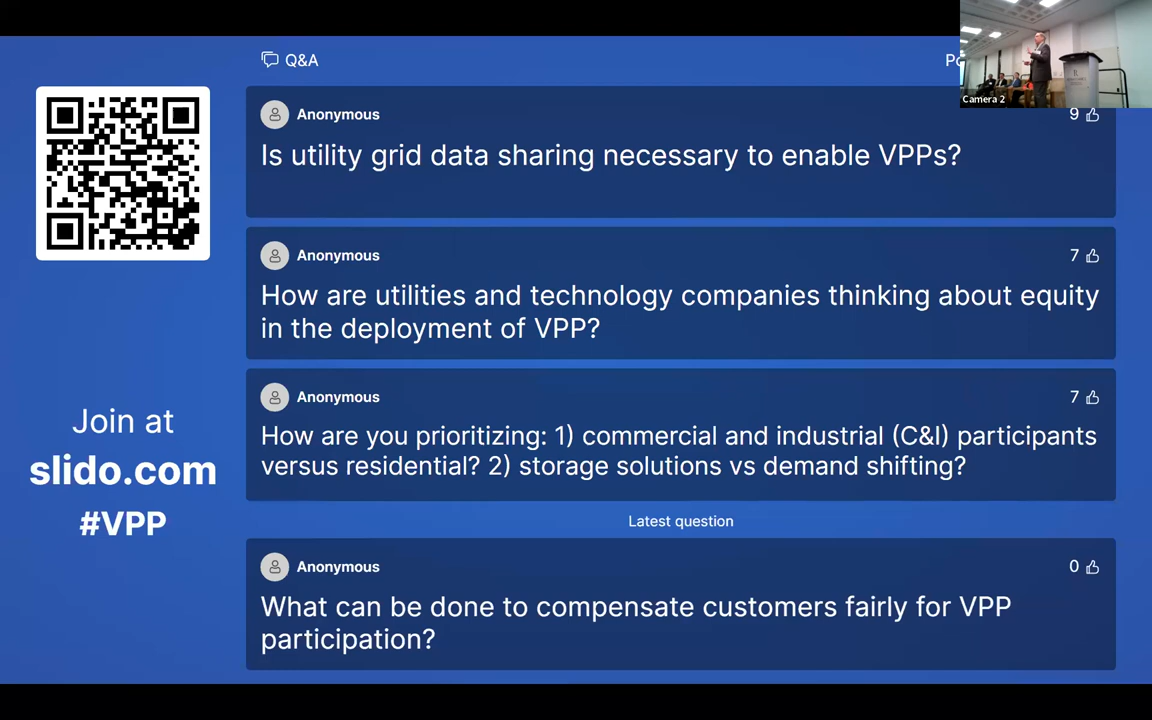 Q&A
Anonymous
9
Is utility grid data sharing necessary to enable VPPs?
Anonymous
7
How are utilities and technology companies thinking about equity
in the deployment of VPP?
Anonymous
7
How are you prioritizing: 1) commercial and industrial (C&I) participants
versus residential? 2) storage solutions vs demand shifting?
Latest question
Anonymous
0
What can be done to compensate customers fairly for VPP
participation?
Join at
slido.com
#VPP
Camera 2